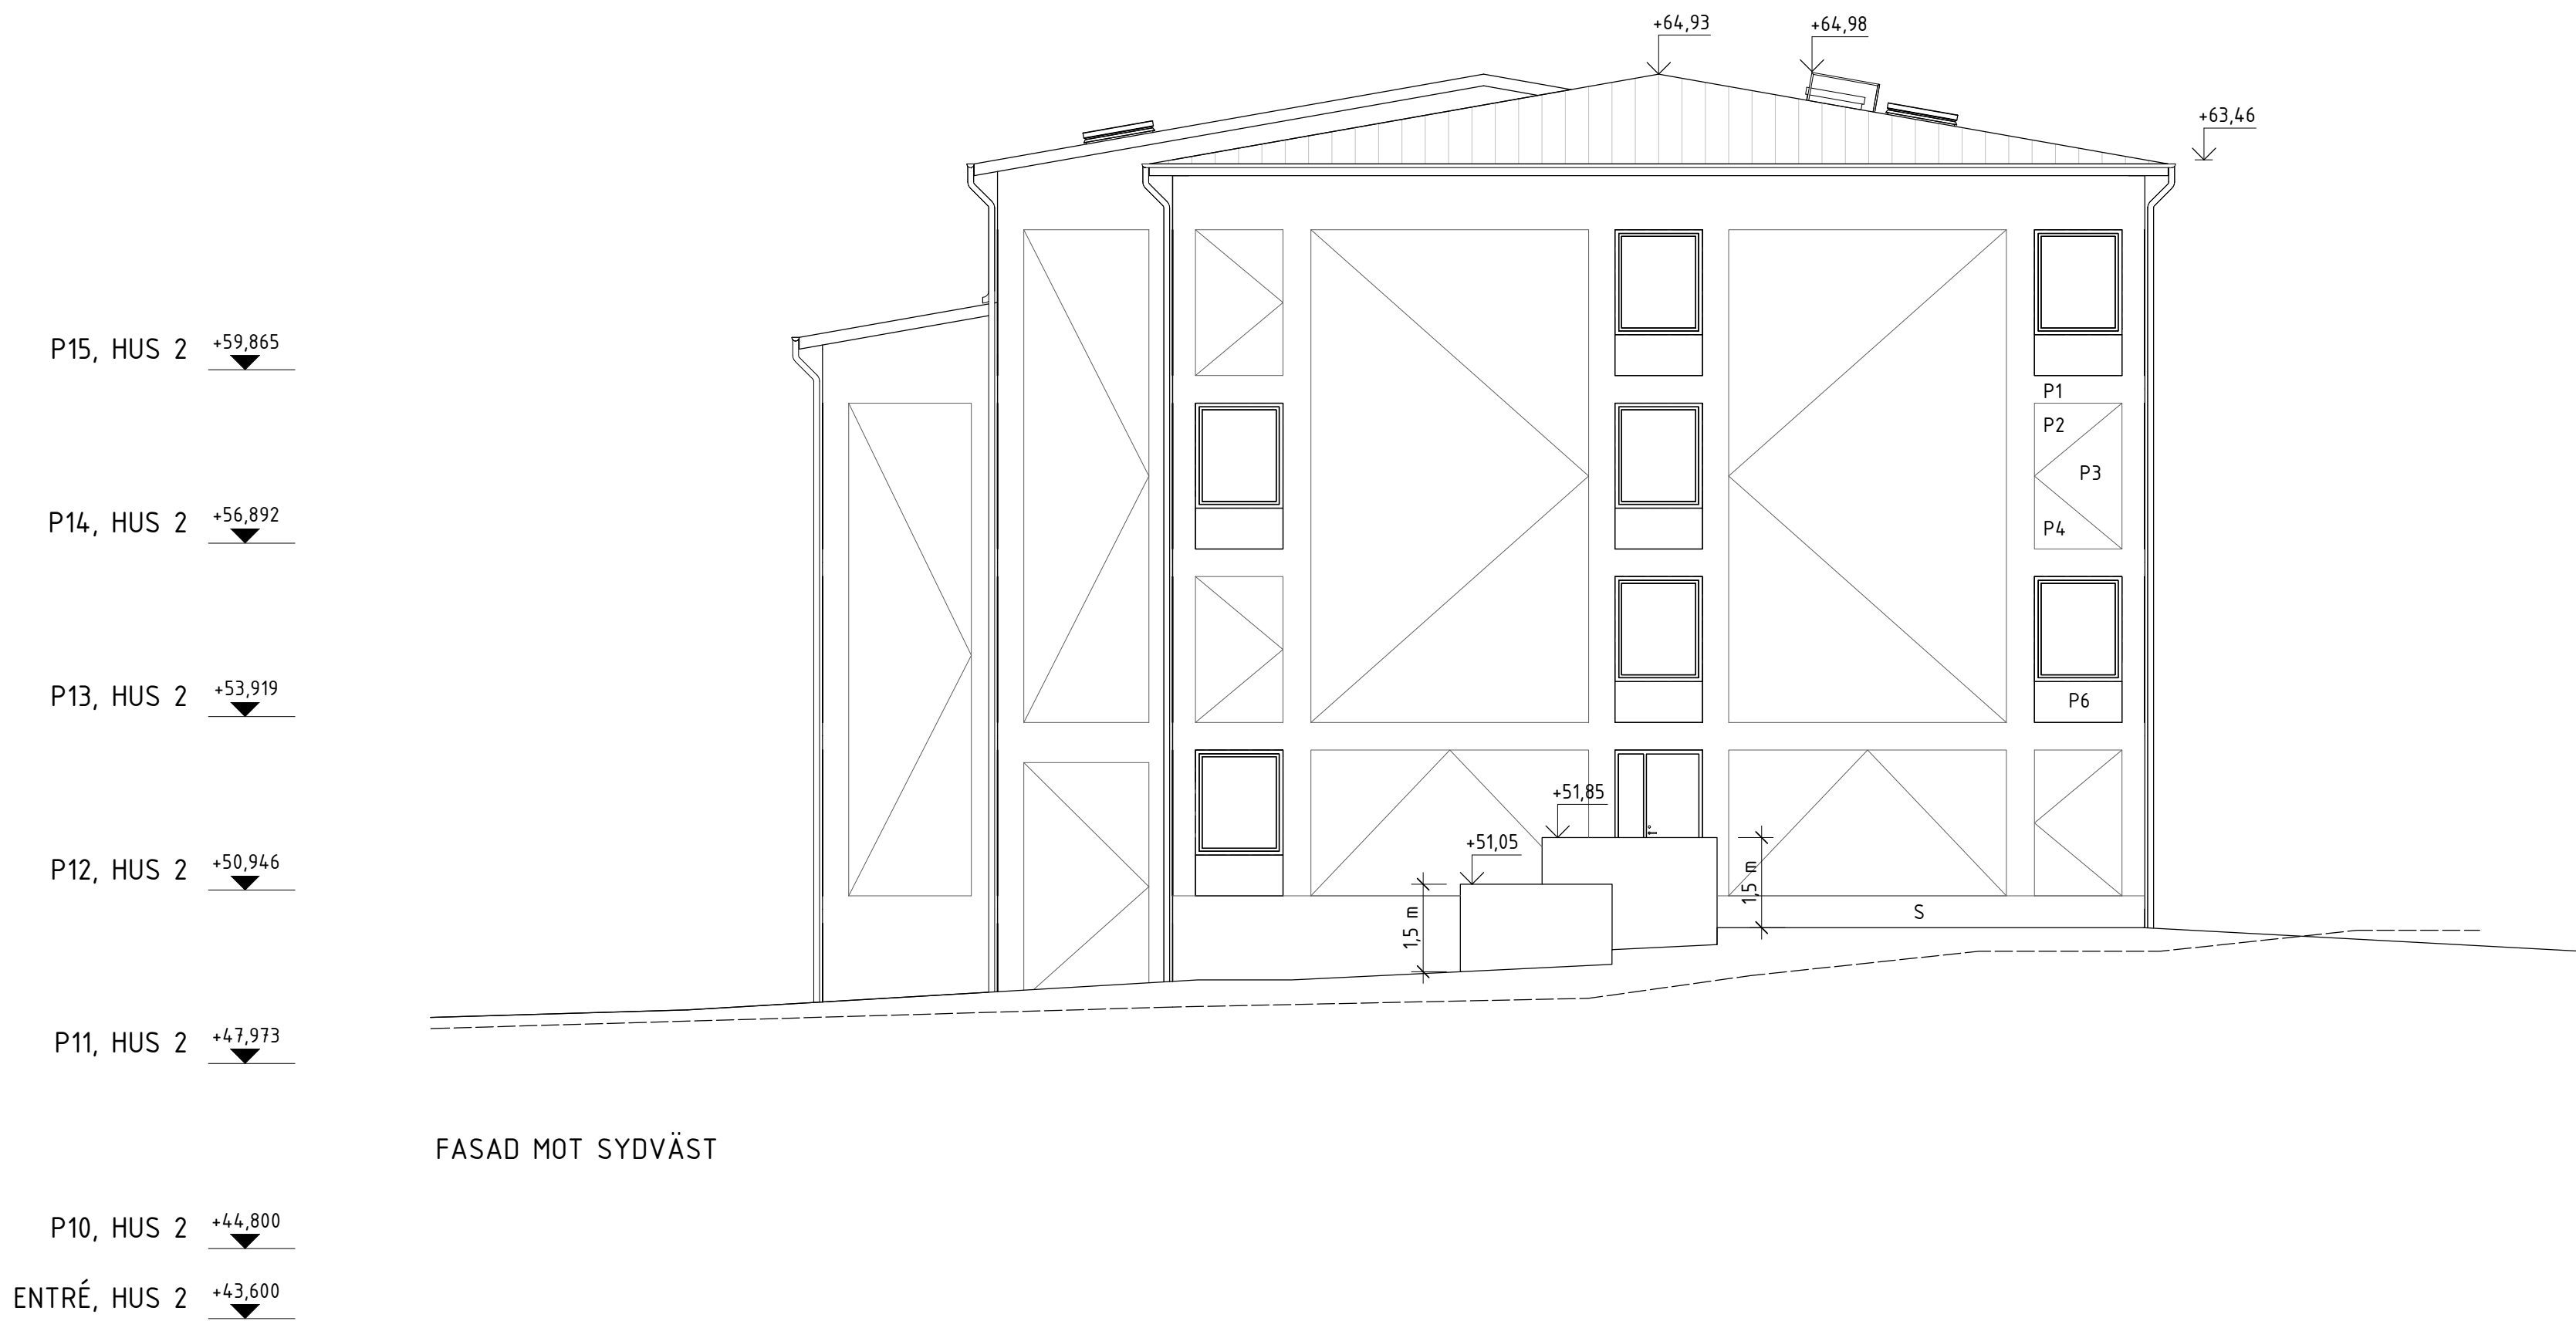 +64,93
+64,98
+63,46
P15, HUS 2 +59,865
P1
P2
P3
P14, HUS 2 +56,892
P4
P13, HUS 2 +53,919
P6
+51,85
+51,05
P12, HUS 2 +50,946
1,5 m
1,5 m
S
P11, HUS 2 +47,973
FASAD MOT SYDVÄST
P10, HUS 2 +44,800
ENTRÉ, HUS 2 +43,600